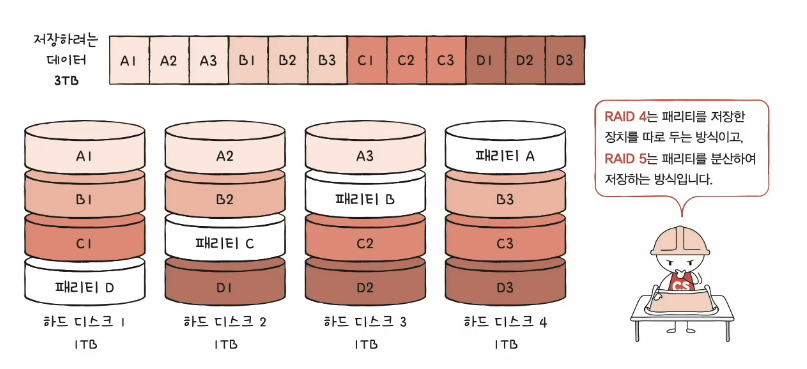 저장하려는
데이터
3TB
A1 A2 A3 B1 B2 B3 C1 C2 C3 D1 D2 D3
A1 A2 A3 패리티 A
B1 B2 패리티 B B3
C1 패리티 C C2 C3
패리티 D D1 D2 D3
하드 디스크 1 하드 디스크 2 하드 디스크 3 하드 디스크 4
1TB 1TB 1TB 1TB
RAID 4는 패리티를 저장한
장치를 따로 두는 방식이고,
RAID 5는 패리티를 분산하여
저장하는 방식입니다.
CS